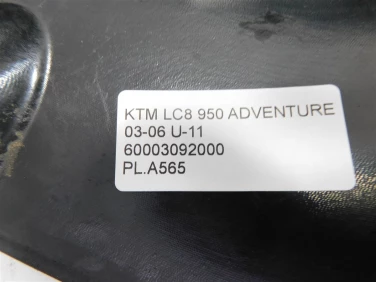 KTM LC8 950 ADVENTURE
03-06 U-11
60003092000
PL.A565